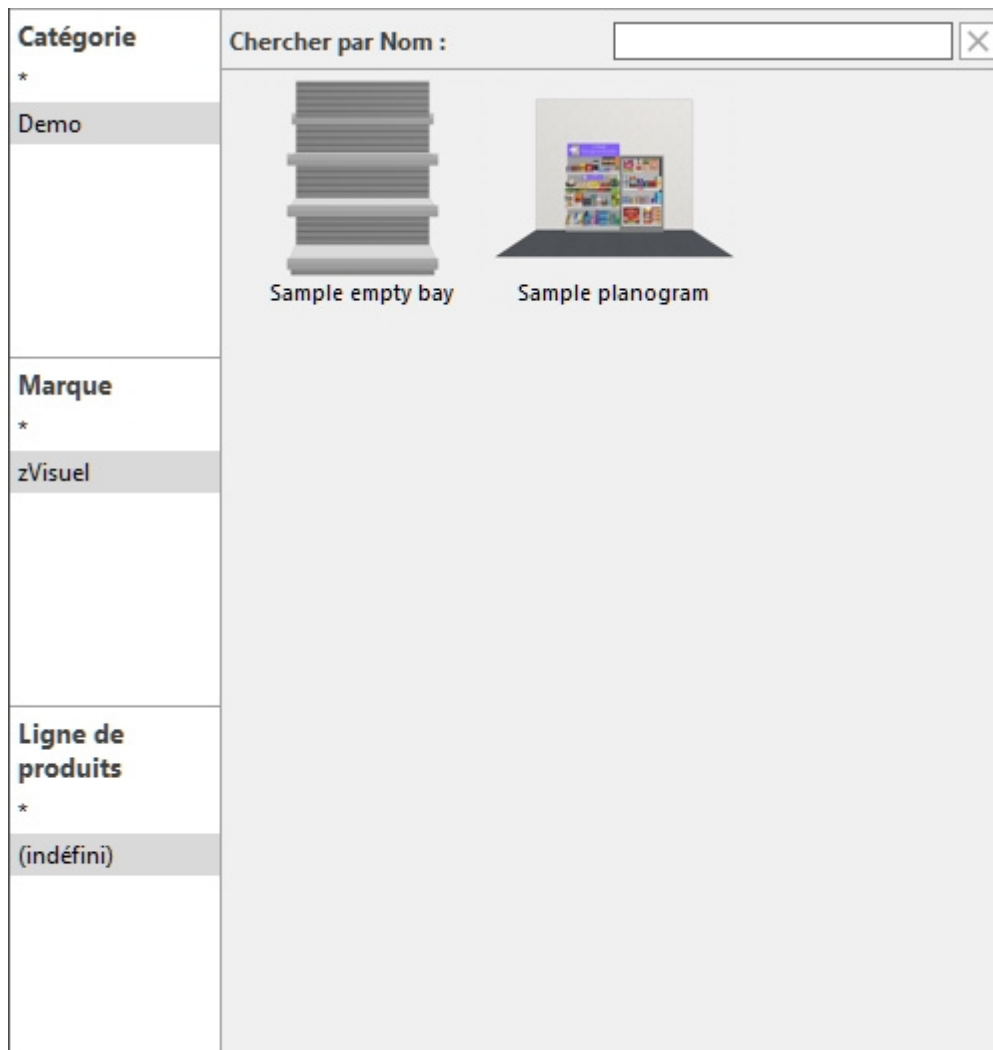 Catégorie
*
Demo
Marque
*
zVisuel
Ligne de
produits
*
(indéfini)
Chercher par Nom :
Sample empty bay
Sample planogram